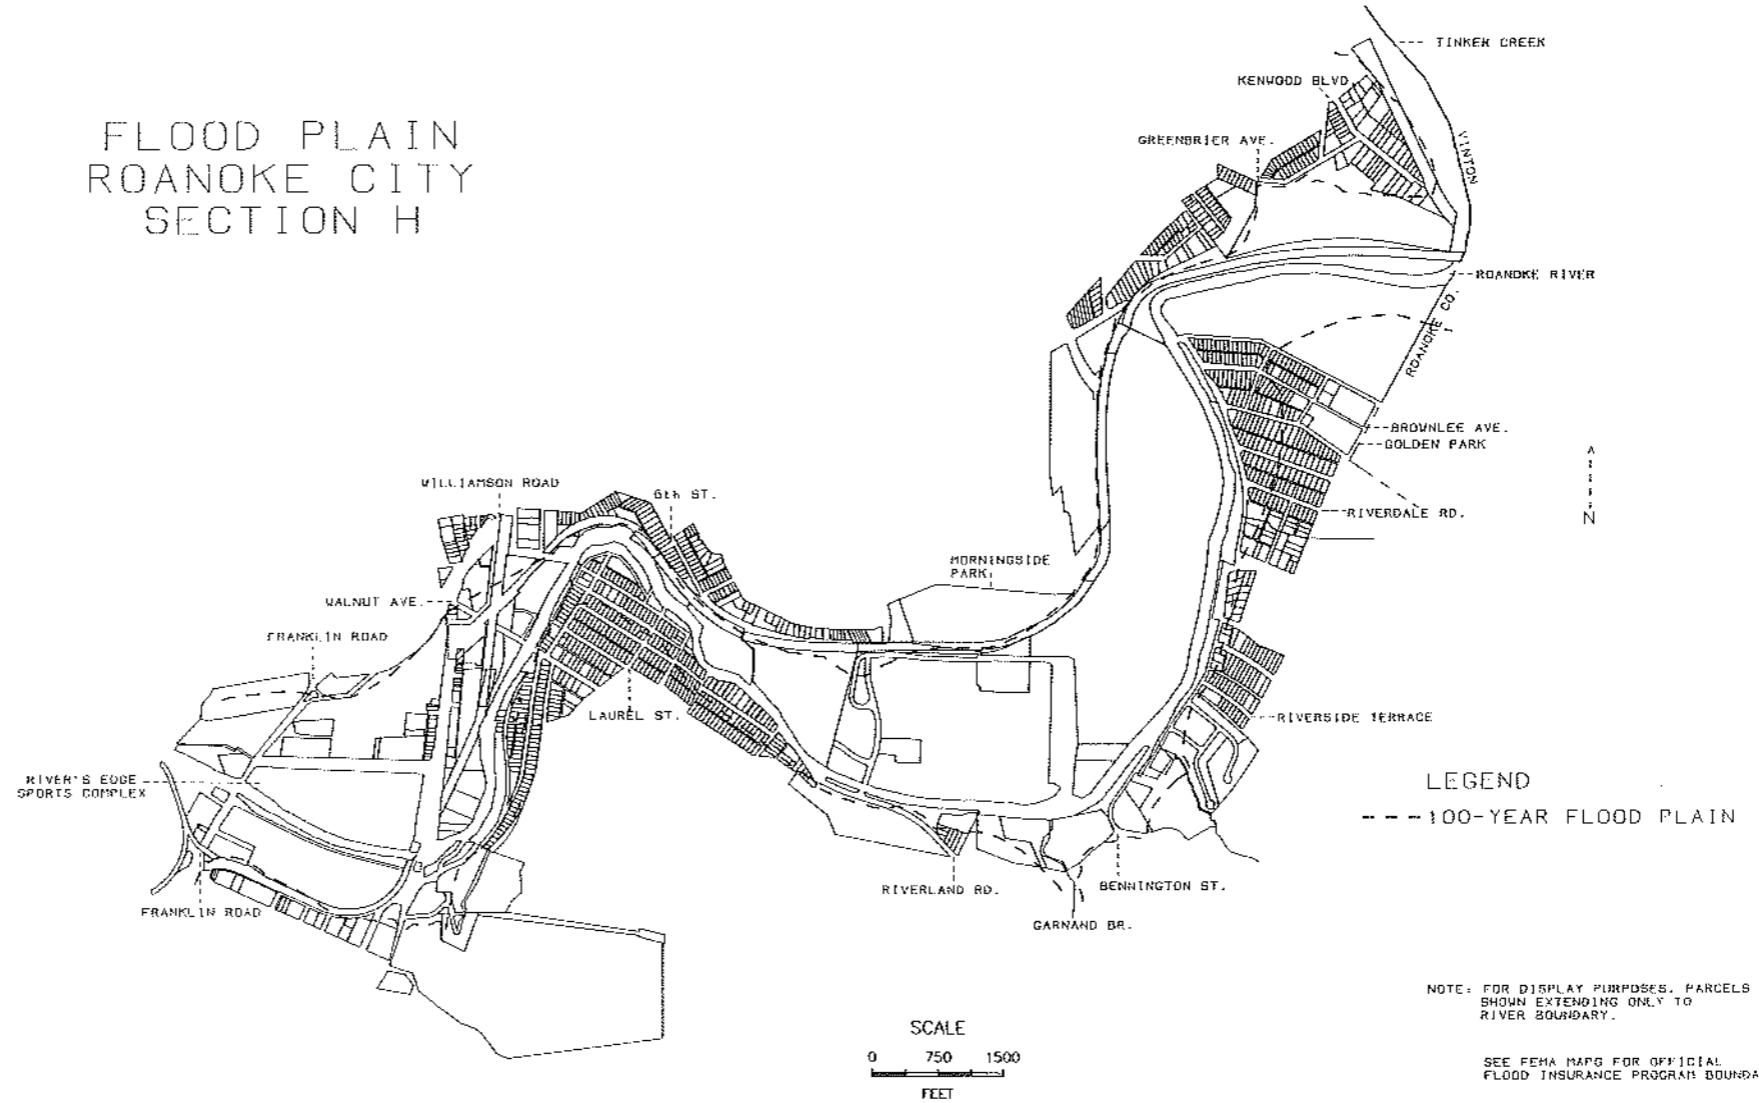 FLOOD PLAIN
ROANOKE CITY
SECTION H
TINKER CREEK
KENWOOD BLVD
GREENBRIER AVE.
VINTON
ROANOKE RIVER
ROANOKE CO.
BROWNLEE AVE.
GOLDEN PARK
RIVERDALE RD.
N
WILLIAMSON ROAD
6th ST.
MORNINGSIDE
PARK
WALNUT AVE.
FRANKLIN ROAD
LAUREL ST.
RIVERSIDE TERRACE
RIVER'S EDGE
SPORTS COMPLEX
LEGEND
--- 100-YEAR FLOOD PLAIN
RIVERLAND RD.
BENNINGTON ST.
FRANKLIN ROAD
GARNAND BR.
NOTE: FOR DISPLAY PURPOSES, PARCELS
SHOWN EXTENDING ONLY TO
RIVER BOUNDARY.
SCALE
0 750 1500
FEET
SEE FEMA MAPS FOR OFFICIAL
FLOOD INSURANCE PROGRAM BOUNDA